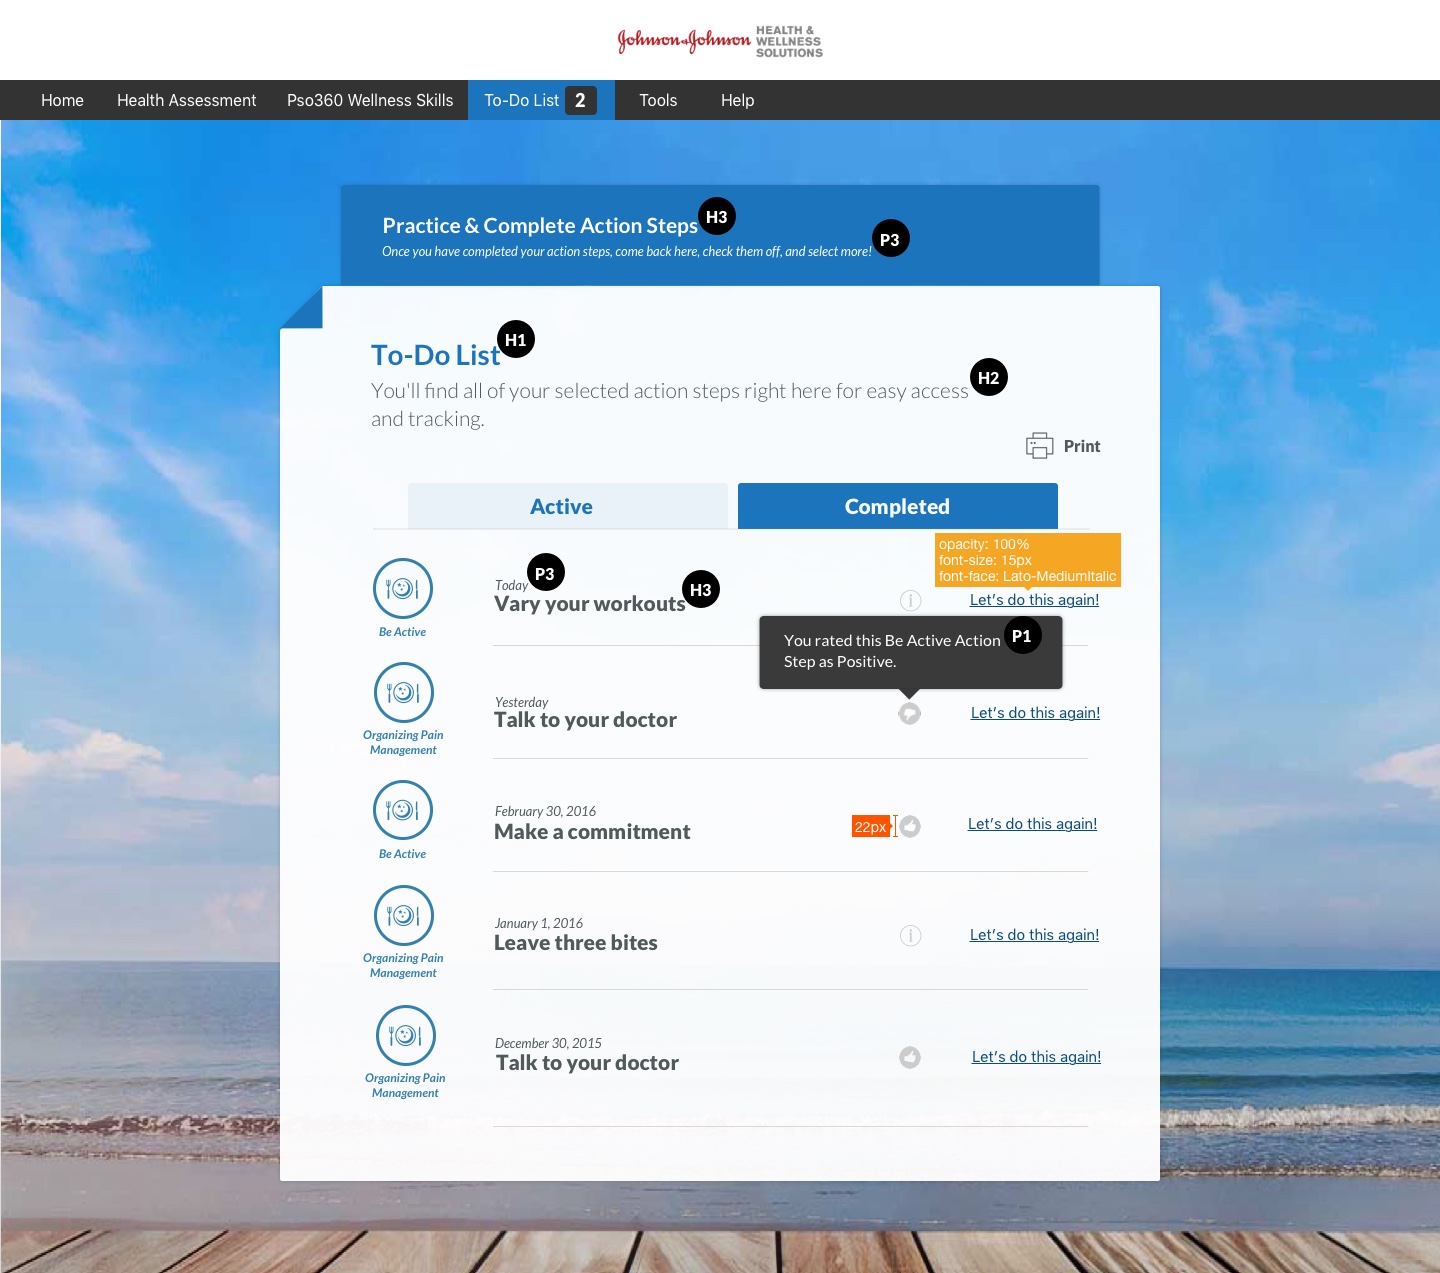 Johnson & Johnson HEALTH &
WELLNESS
SOLUTIONS
Home Health Assessment Pso360 Wellness Skills To-Do List 2 Tools Help
Practice & Complete Action Steps H3
Once you have completed your action steps, come back here, check them off, and select more! P3
To-Do List H1
You'll find all of your selected action steps right here for easy access H2
and tracking.
Print
Active Completed
opacity: 100%
font-size: 15px
font-face: Lato-MediumItalic
Today P3
Vary your workouts H3
i
Let's do this again!
Be Active
You rated this Be Active Action P1
Step as Positive.
Yesterday
Talk to your doctor
Let's do this again!
Organizing Pain
Management
February 30, 2016
Make a commitment
22px
Let's do this again!
Be Active
January 1, 2016
Leave three bites
i
Let's do this again!
Organizing Pain
Management
December 30, 2015
Talk to your doctor
Let's do this again!
Organizing Pain
Management